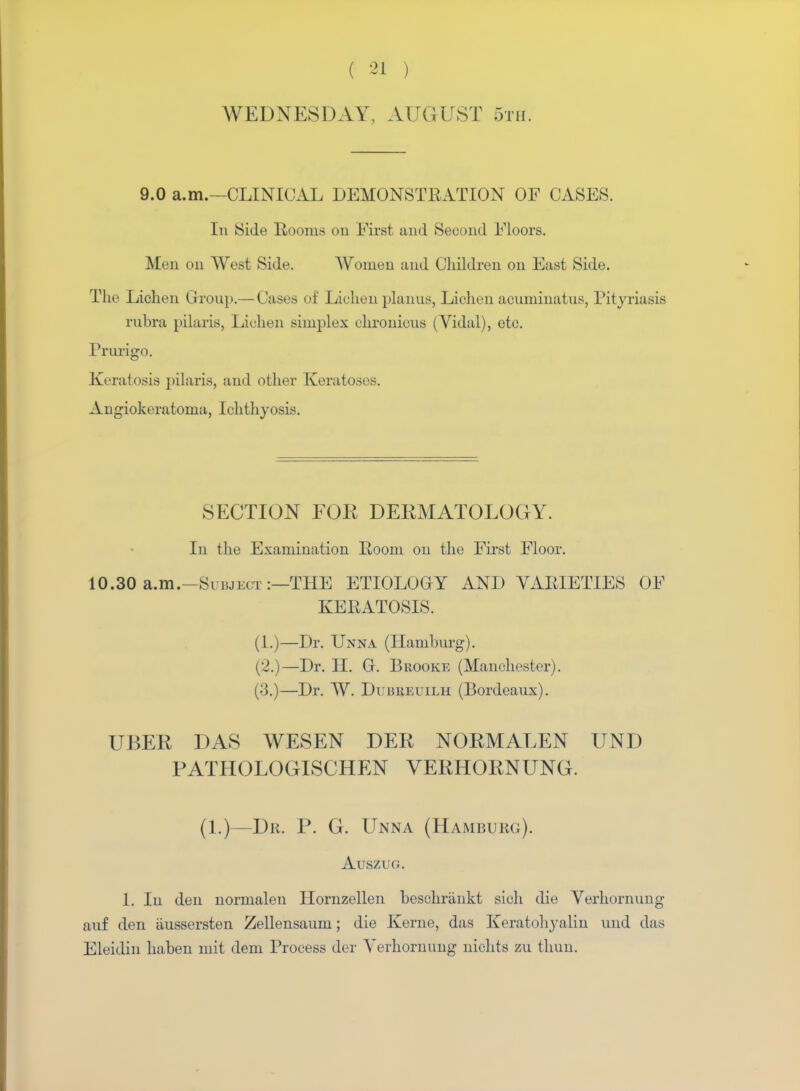 ( 21 )
WEDNESDAY, AUGUST 5TH.
9.0 a.m.—CLINICAL DEMONSTRATION OF CASES.
In Side Rooms on First and Second Floors.
Men on West Side. Women and Children on East Side.
The Lichen Group.—Cases of Lichen planus, Lichen acuminatus, Pityriasis
rubra pilaris, Lichen simplex chronicus (Vidal), etc.
Prurigo.
Keratosis pilaris, and other Keratoses.
Angiokeratoma, Ichthyosis.
SECTION FOR DERMATOLOGY.
In the Examination Room on the First Floor.
10.30 a.m.—SUBJECT:—THE ETIOLOGY AND VARIETIES OF
KERATOSIS.
(1.)—Dr. UNNA (Hamburg).
(2.)—Dr. H. G. BROOKE (Manchester).
(3.)—Dr. W. DUBREUILH (Bordeaux).
UBER DAS WESEN DER NORMALEN UND
PATHOLOGISCHEN VERHORNUNG.
(1.)—DR. P. G. UNNA (HAMBURG).
AUSZUG.
1. In den normalen Hornzellen beschränkt sich die Verhornung
auf den äussersten Zellensaum; die Kerne, das Keratohyalin und das
Eleidin haben mit dem Process der Verhornung nichts zu thun.